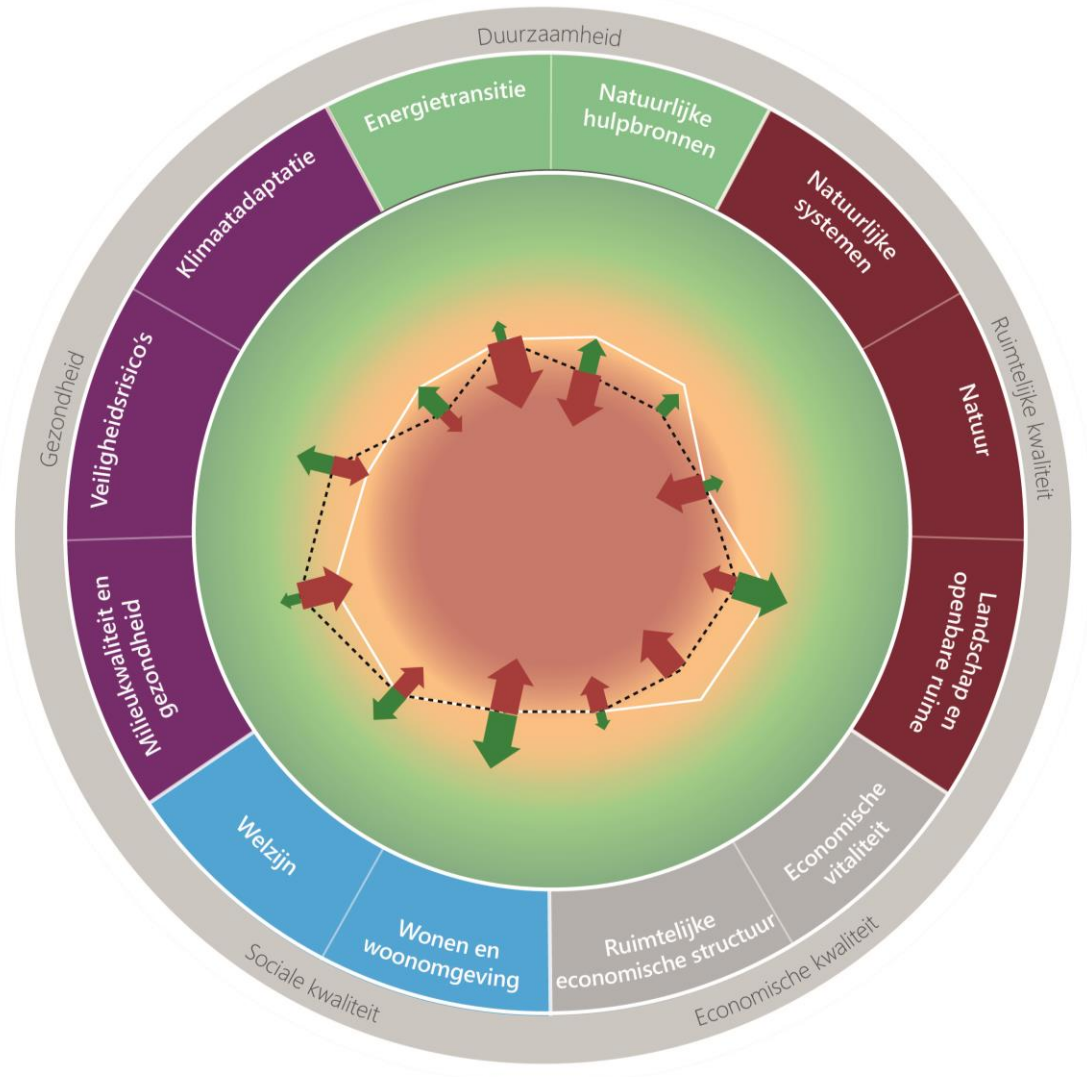 Duurzaamheid
Energietransitie
Natuurlijke
hulpbronnen
Natuurlijke
systemen
Ruimtelijke kwaliteit
Natuur
Landschap en
openbare ruimte
Economische
vitaliteit
Economische kwaliteit
Ruimtelijke
economische structuur
Wonen en
woonomgeving
Sociale kwaliteit
Welzijn
Milieukwaliteit en
gezondheid
Gezondheid
Veiligheidsrisico's
Klimaatadaptatie